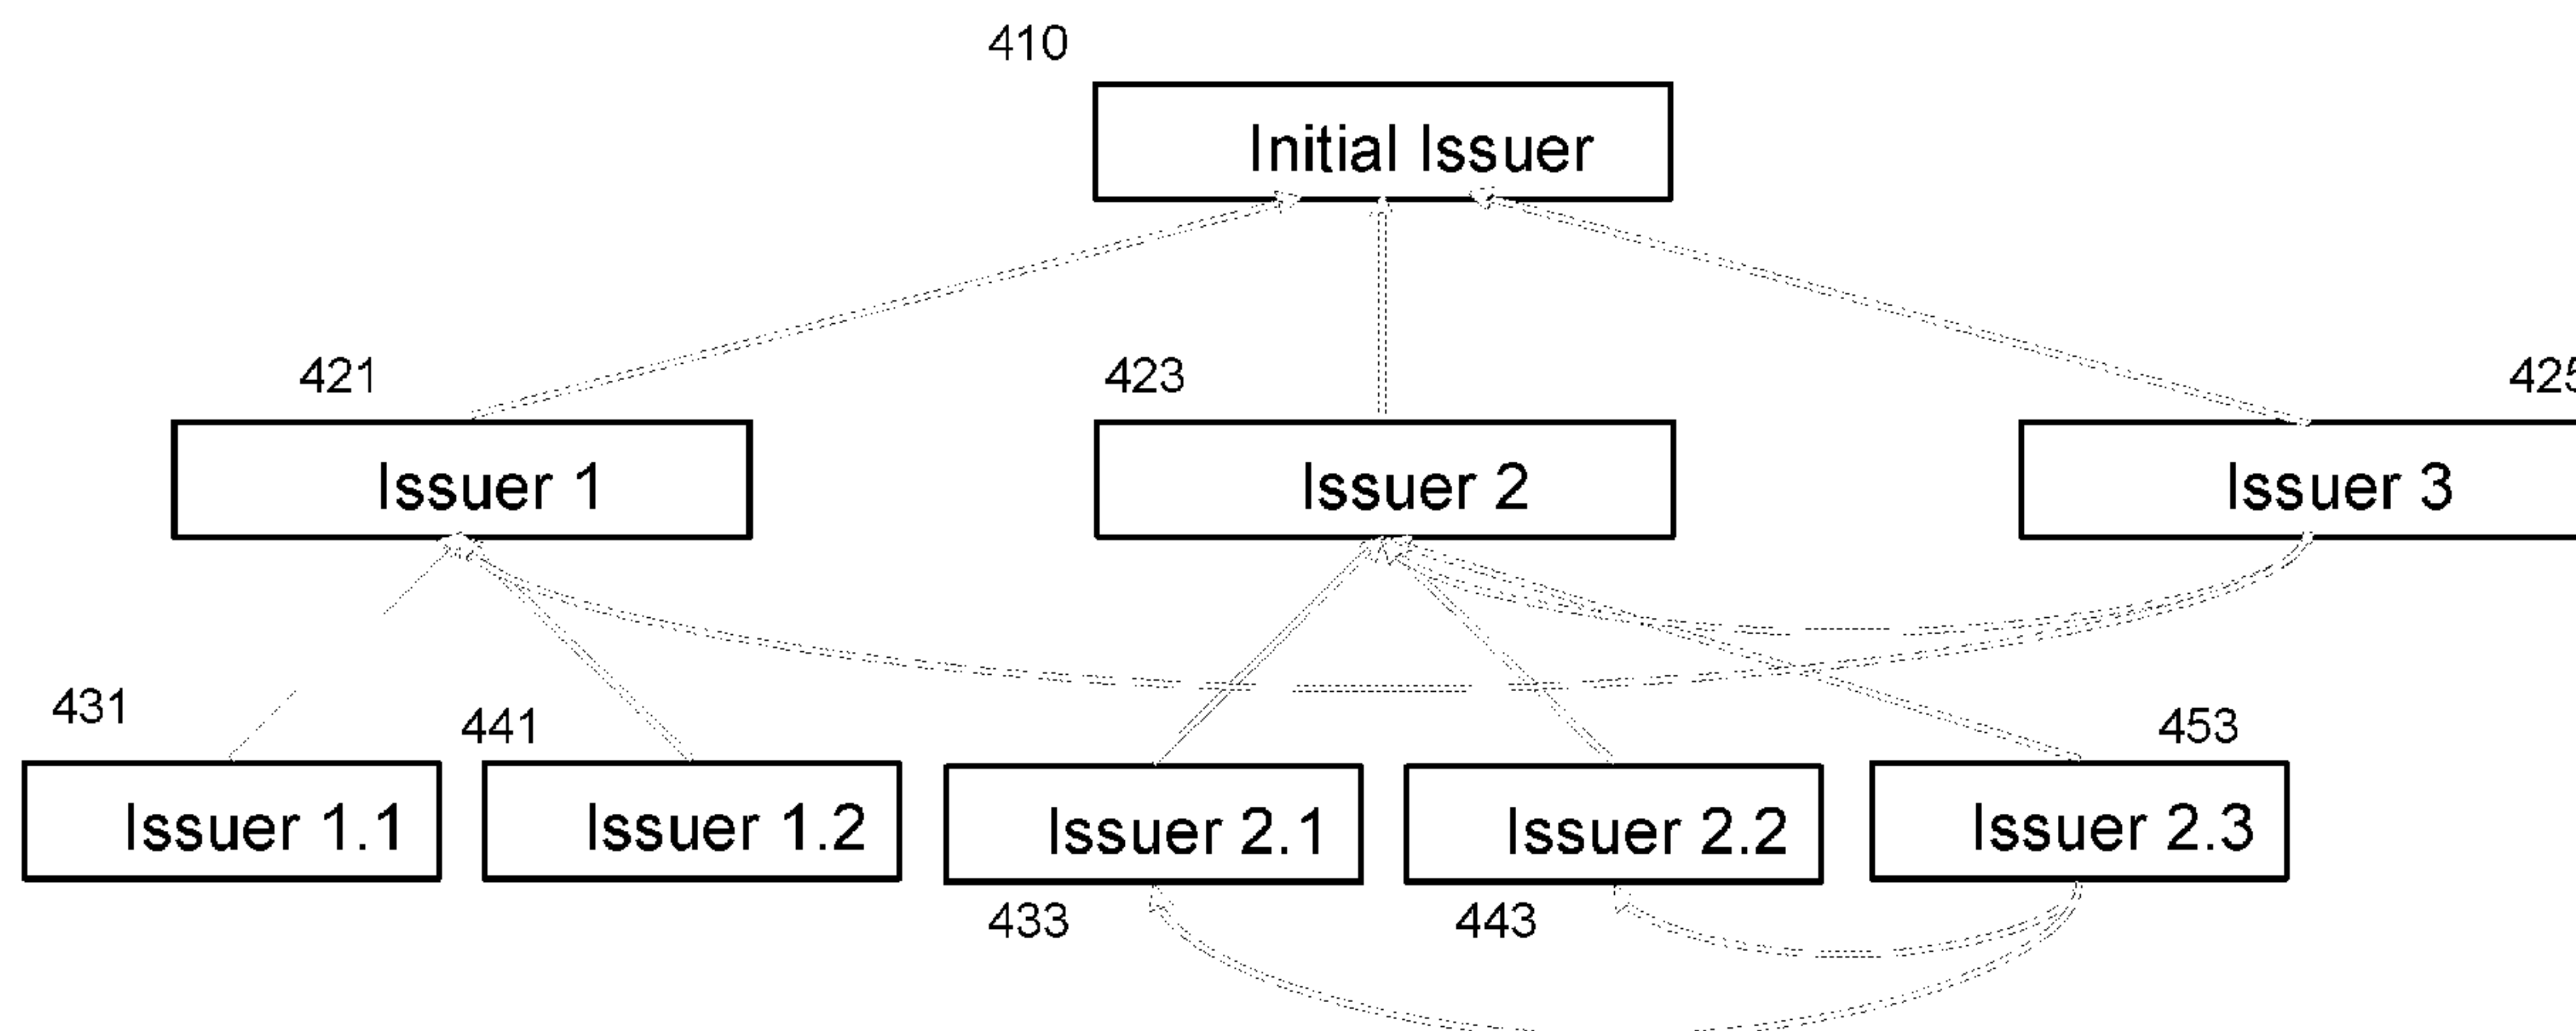 410
Initial Issuer
421
423
425
Issuer 1
Issuer 2
Issuer 3
431
441
453
Issuer 1.1
Issuer 1.2
Issuer 2.1
Issuer 2.2
Issuer 2.3
433
443